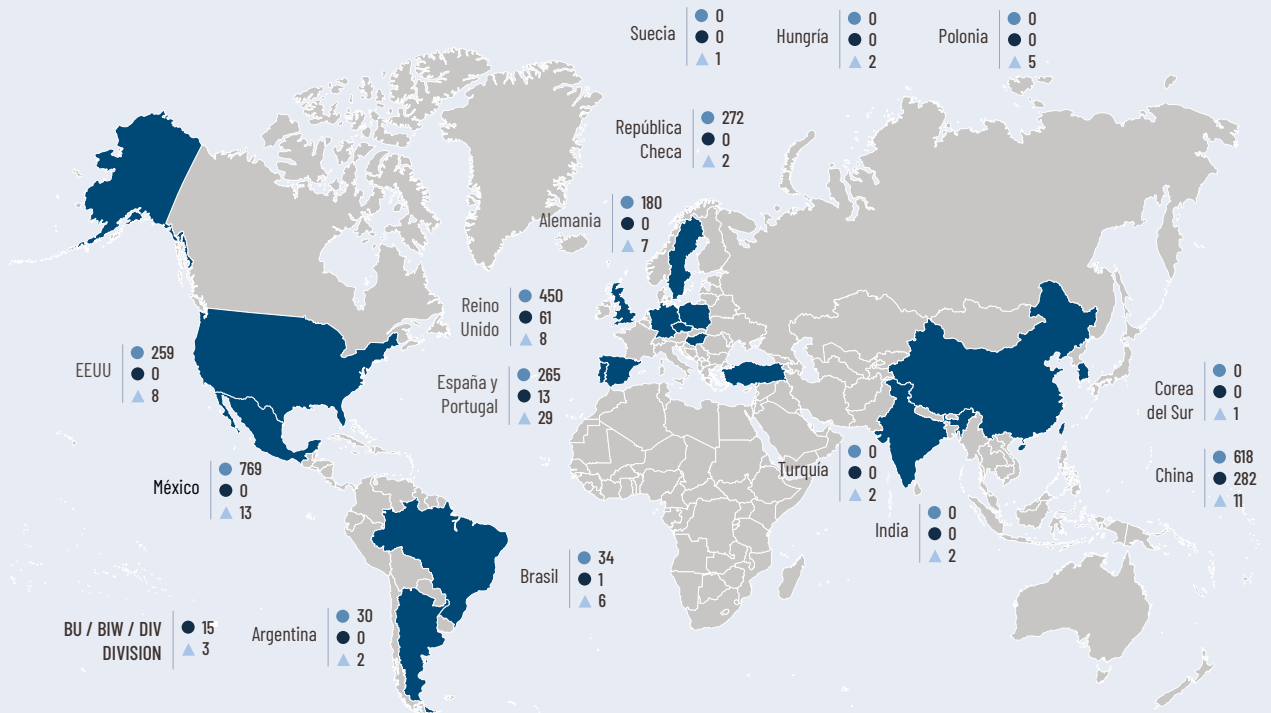 Suecia
0
0
1
Hungría
0
0
2
Polonia
0
0
5
República
Checa
272
0
2
Alemania
180
0
7
Reino
Unido
450
61
8
España y
Portugal
265
13
29
EEUU
259
0
8
México
769
0
13
Corea
del Sur
0
0
1
China
618
282
11
Turquía
0
0
2
India
0
0
2
Brasil
34
1
6
Argentina
30
0
2
BU / BIW / DIV
DIVISION
15
3